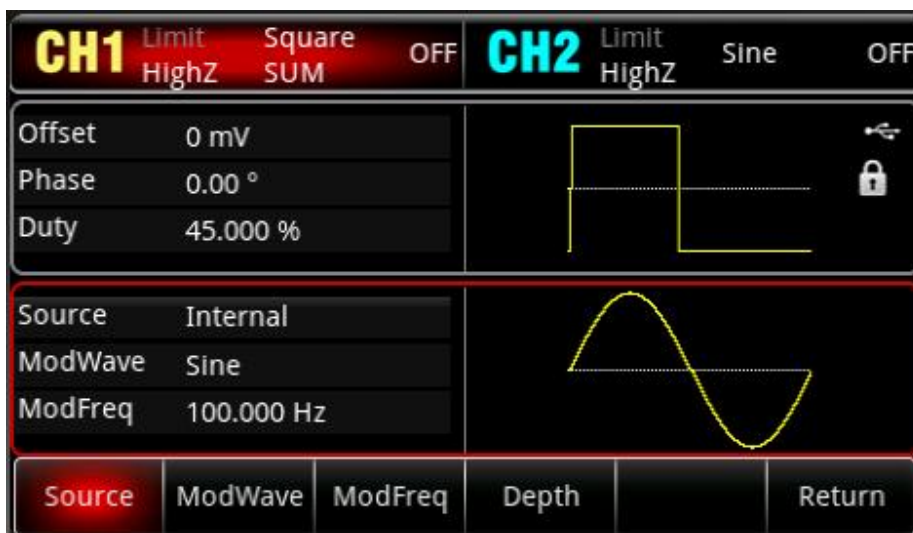 CH1 Limit Square OFF CH2 Limit Sine OFF
HighZ SUM HighZ
Offset 0 mV
Phase 0.00 °
Duty 45.000 %
Source Internal
ModWave Sine
ModFreq 100.000 Hz
Source ModWave ModFreq Depth Return